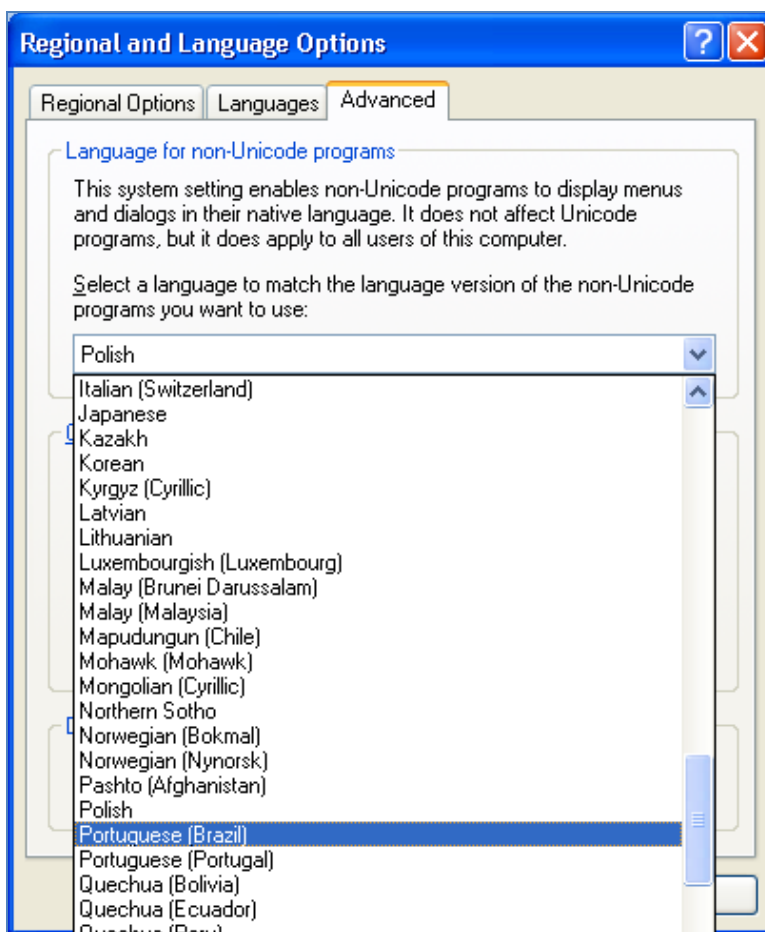 Regional and Language Options
Regional Options Languages Advanced
Language for non-Unicode programs
This system setting enables non-Unicode programs to display menus
and dialogs in their native language. It does not affect Unicode
programs, but it does apply to all users of this computer.
Select a language to match the language version of the non-Unicode
programs you want to use:
Polish
Italian (Switzerland)
Japanese
Kazakh
Korean
Kyrgyz (Cyrillic)
Latvian
Lithuanian
Luxembourgish (Luxembourg)
Malay (Brunei Darussalam)
Malay (Malaysia)
Mapudungun (Chile)
Mohawk (Mohawk)
Mongolian (Cyrillic)
Northern Sotho
Norwegian (Bokmal)
Norwegian (Nynorsk)
Pashto (Afghanistan)
Polish
Portuguese (Brazil)
Portuguese (Portugal)
Quechua (Bolivia)
Quechua (Ecuador)